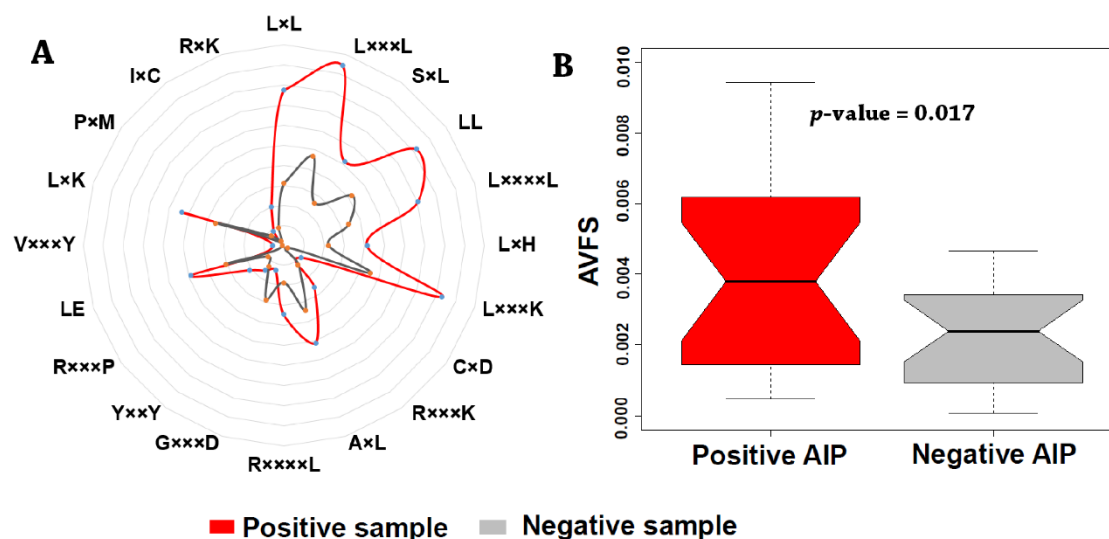 A
L×L
L×××L
S×L
LL
L××××L
L×H
L×××K
C×D
R×××K
A×L
R××××L
G×××D
Y××Y
R×××P
LE
V×××Y
L×K
P×M
I×C
R×K
B
p-value = 0.017
AVFS
0.010
0.008
0.006
0.004
0.002
0.000
Positive AIP
Negative AIP
Positive sample
Negative sample